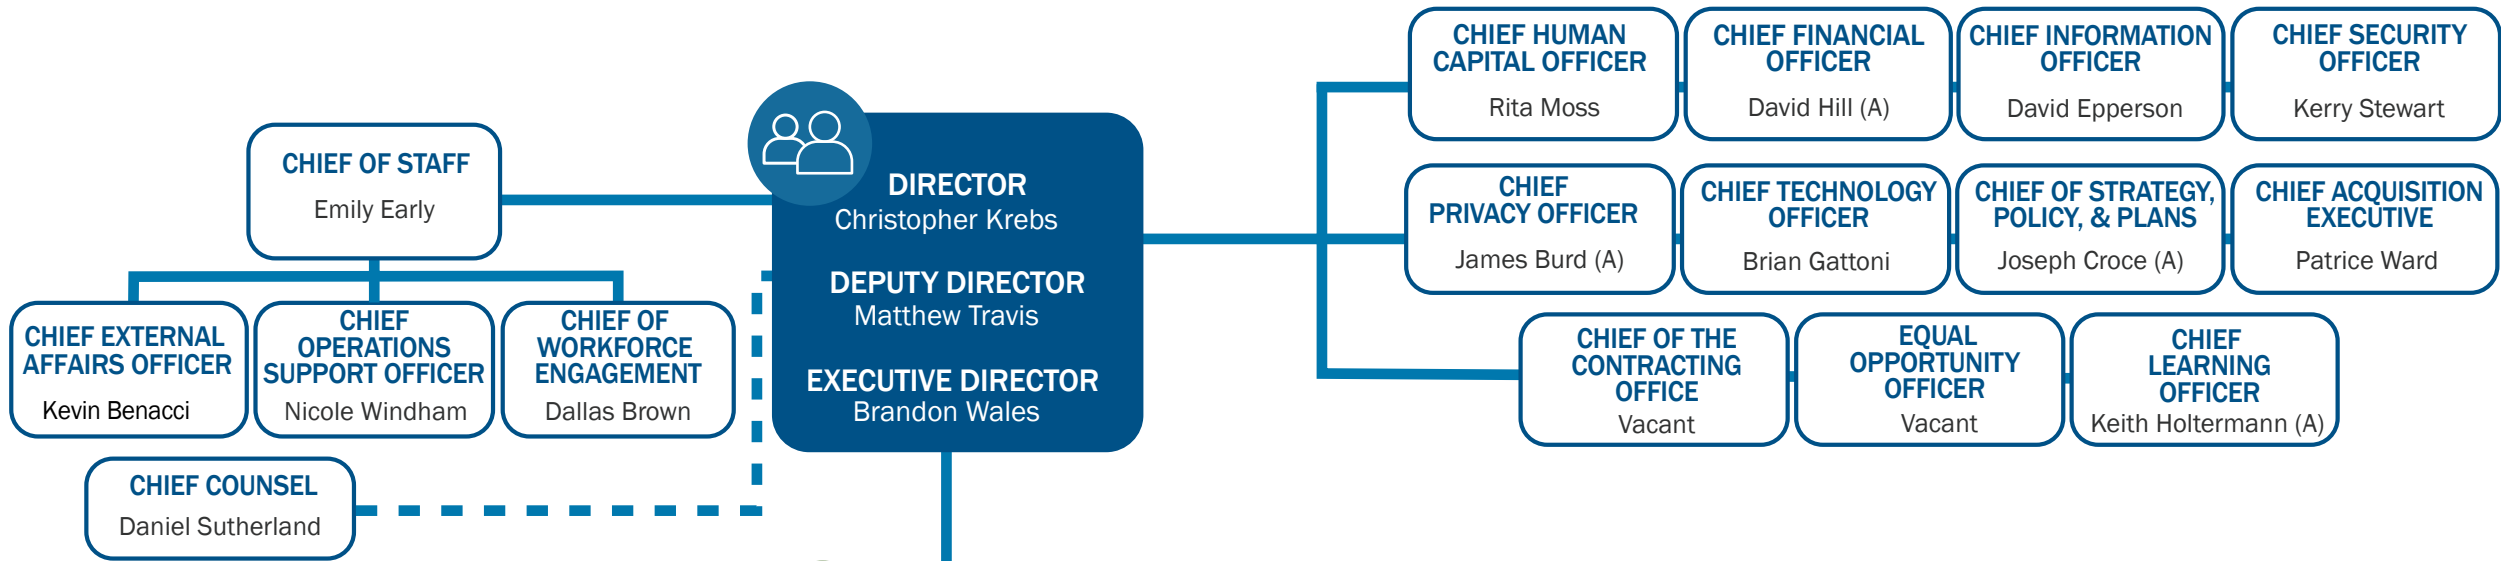 CHIEF OF STAFF
Emily Early
CHIEF EXTERNAL
AFFAIRS OFFICER
Kevin Benacci
CHIEF
OPERATIONS
SUPPORT OFFICER
Nicole Windham
CHIEF OF
WORKFORCE
ENGAGEMENT
Dallas Brown
CHIEF COUNSEL
Daniel Sutherland
DIRECTOR
Christopher Krebs
DEPUTY DIRECTOR
Matthew Travis
EXECUTIVE DIRECTOR
Brandon Wales
CHIEF HUMAN
CAPITAL OFFICER
Rita Moss
CHIEF FINANCIAL
OFFICER
David Hill (A)
CHIEF INFORMATION
OFFICER
David Epperson
CHIEF SECURITY
OFFICER
Kerry Stewart
CHIEF
PRIVACY OFFICER
James Burd (A)
CHIEF TECHNOLOGY
OFFICER
Brian Gattoni
CHIEF OF STRATEGY,
POLICY, & PLANS
Joseph Croce (A)
CHIEF ACQUISITION
EXECUTIVE
Patrice Ward
CHIEF OF THE
CONTRACTING
OFFICE
Vacant
EQUAL
OPPORTUNITY
OFFICER
Vacant
CHIEF
LEARNING
OFFICER
Keith Holtermann (A)